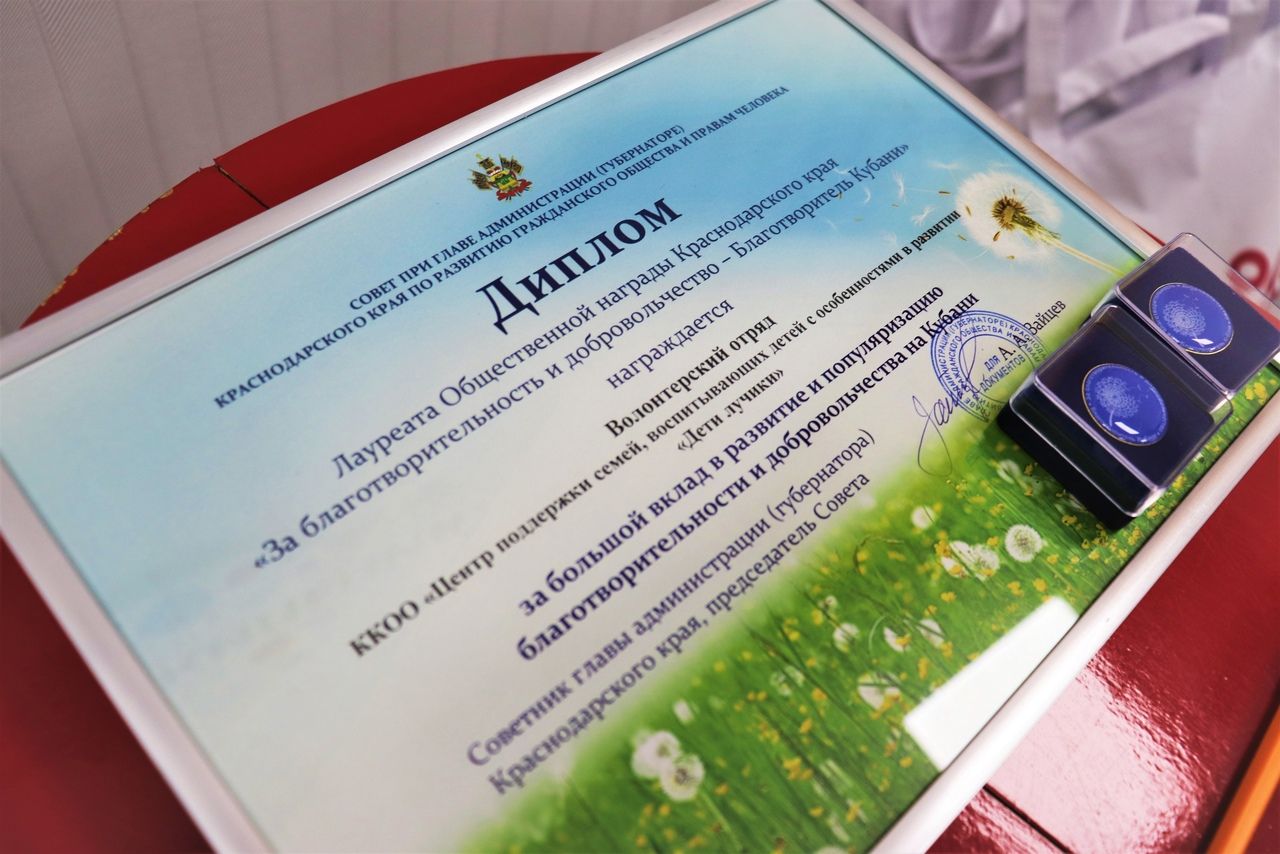 СОВЕТ ПРИ ГЛАВЕ АДМИНИСТРАЦИИ (ГУБЕРНАТОРЕ)
КРАСНОДАРСКОГО КРАЯ ПО РАЗВИТИЮ ГРАЖДАНСКОГО ОБЩЕСТВА И ПРАВАМ ЧЕЛОВЕКА
Диплом
Лауреата Общественной награды Краснодарского края
«За благотворительность и добровольчество – Благотворитель Кубани»
награждается
Волонтерский отряд
ККОО «Центр поддержки семей, воспитывающих детей с особенностями в развитии
«Дети лучики»
за большой вклад в развитие и популяризацию
благотворительности и добровольчества на Кубани
Советник главы администрации (губернатора)
Краснодарского края, председатель Совета
Зайцев
ДЛЯ
ДОКУМЕНТОВ